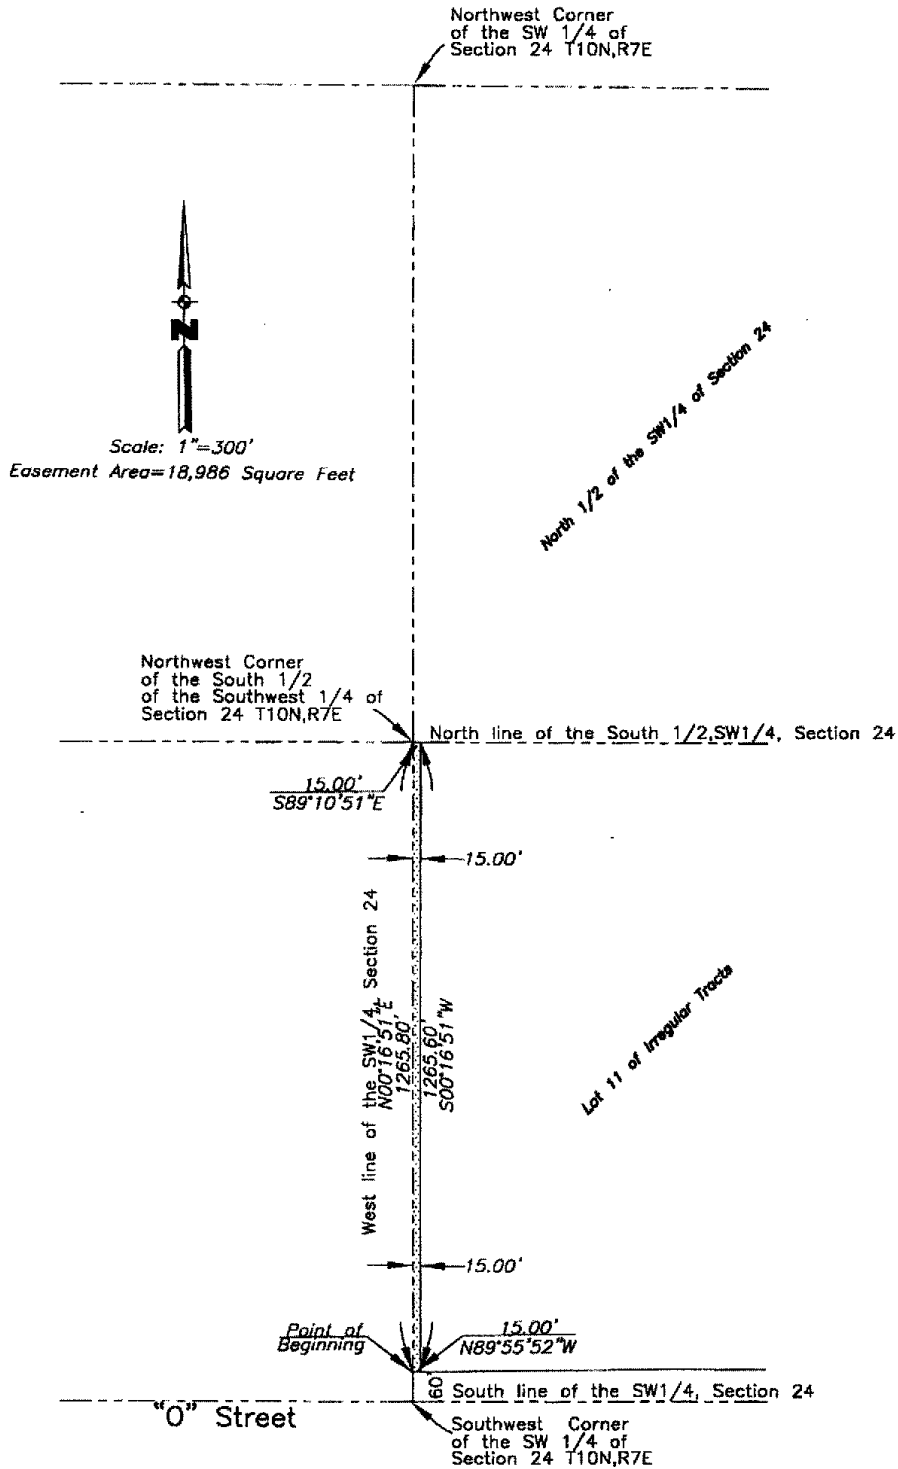 Northwest Corner
of the SW 1/4 of
Section 24 T10N,R7E
N
Scale: 1"=300'
Easement Area=18,986 Square Feet
North 1/2 of the SW1/4 of Section 24
Northwest Corner
of the South 1/2
of the Southwest 1/4 of
Section 24 T10N,R7E
North line of the South 1/2,SW1/4, Section 24
15.00'
S89°10'51"E
15.00'
West line of the SW1/4, Section 24
N00°16'51"E
1265.80'
1265.60'
S00°16'51"W
Lot 11 of Irregular Tracts
15.00'
Point of
Beginning
15.00'
N89°55'52"W
60'
South line of the SW1/4, Section 24
"O" Street
Southwest Corner
of the SW 1/4 of
Section 24 T10N,R7E